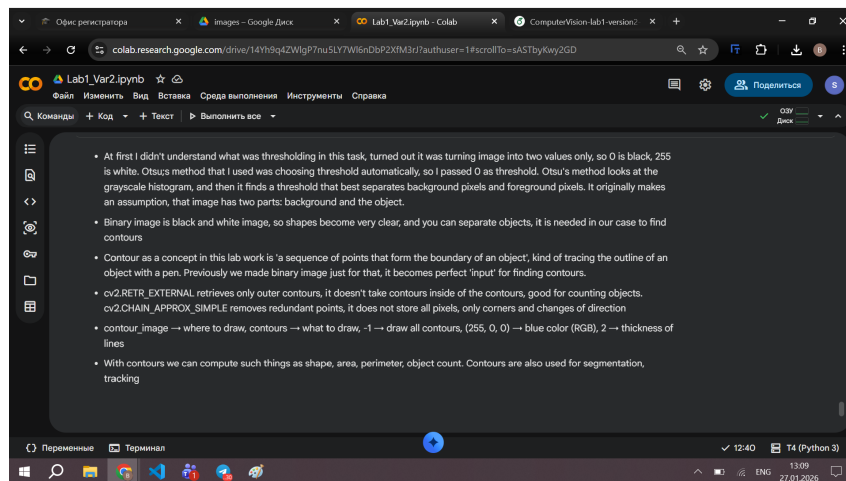 Офис регистратора
images – Google Диск
Lab1_Var2.ipynb - Colab
ComputerVision-lab1-version2
colab.research.google.com/drive/14Yh9q4ZWlgP7nu5LY7Wl6nDbP2XfM3rJ?authuser=1#scrollTo=sASTbyKwy2GD
B
CO Lab1_Var2.ipynb
Файл Изменить Вид Вставка Среда выполнения Инструменты Справка
Поделиться
S
Команды + Код + Текст Выполнить все
ОЗУ
Диск
• At first I didn't understand what was thresholding in this task, turned out it was turning image into two values only, so 0 is black, 255
is white. Otsu;s method that I used was choosing threshold automatically, so I passed 0 as threshold. Otsu's method looks at the
grayscale histogram, and then it finds a threshold that best separates background pixels and foreground pixels. It originally makes
an assumption, that image has two parts: background and the object.
• Binary image is black and white image, so shapes become very clear, and you can separate objects, it is needed in our case to find
contours
• Contour as a concept in this lab work is 'a sequence of points that form the boundary of an object', kind of tracing the outline of an
object with a pen. Previously we made binary image just for that, it becomes perfect 'input' for finding contours.
• cv2.RETR_EXTERNAL retrieves only outer contours, it doesn't take contours inside of the contours, good for counting objects.
cv2.CHAIN_APPROX_SIMPLE removes redundant points, it does not store all pixels, only corners and changes of direction
• contour_image → where to draw, contours → what to draw, -1 → draw all contours, (255, 0, 0) → blue color (RGB), 2 → thickness of
lines
• With contours we can compute such things as shape, area, perimeter, object count. Contours are also used for segmentation,
tracking
{} Переменные Терминал
12:40 T4 (Python 3)
ENG
13:09
27.01.2026